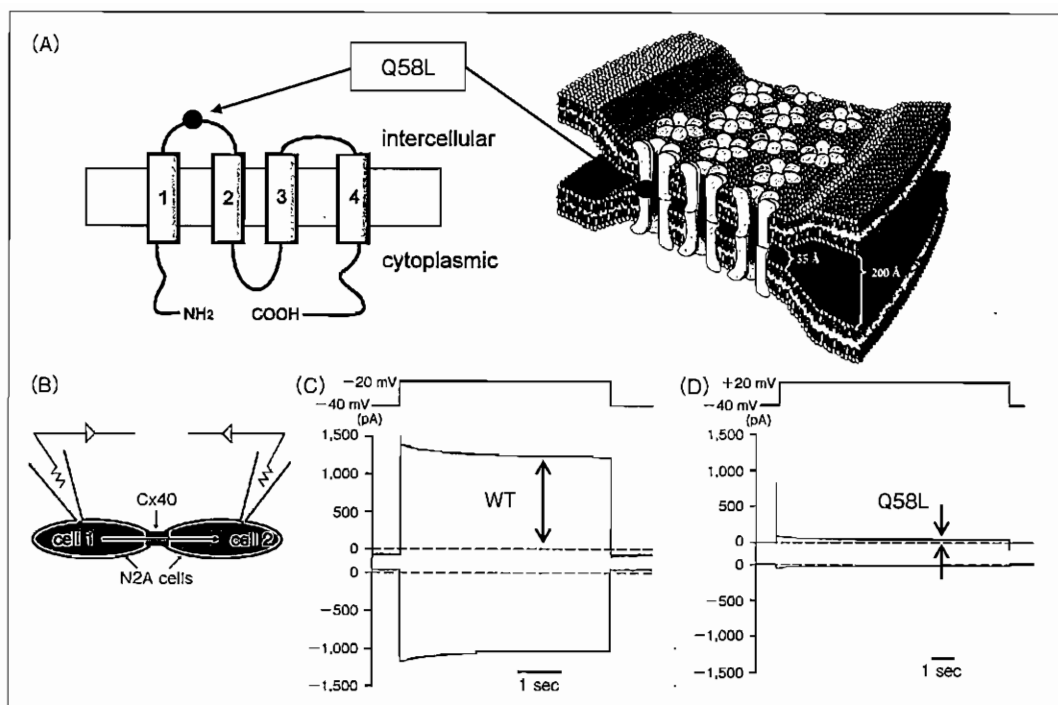 (A)
Q58L
intercellular
1
2
3
4
cytoplasmic
NH2
COOH
35 Å
200 Å
(B)
Cx40
cell 1
cell 2
N2A cells
(C)
−20 mV
−40 mV
(pA)
1,500
1,000
500
0
0
−500
−1,000
−1,500
WT
1 sec
(D)
+20 mV
−40 mV
(pA)
1,500
1,000
500
0
0
−500
−1,000
−1,500
Q58L
1 sec